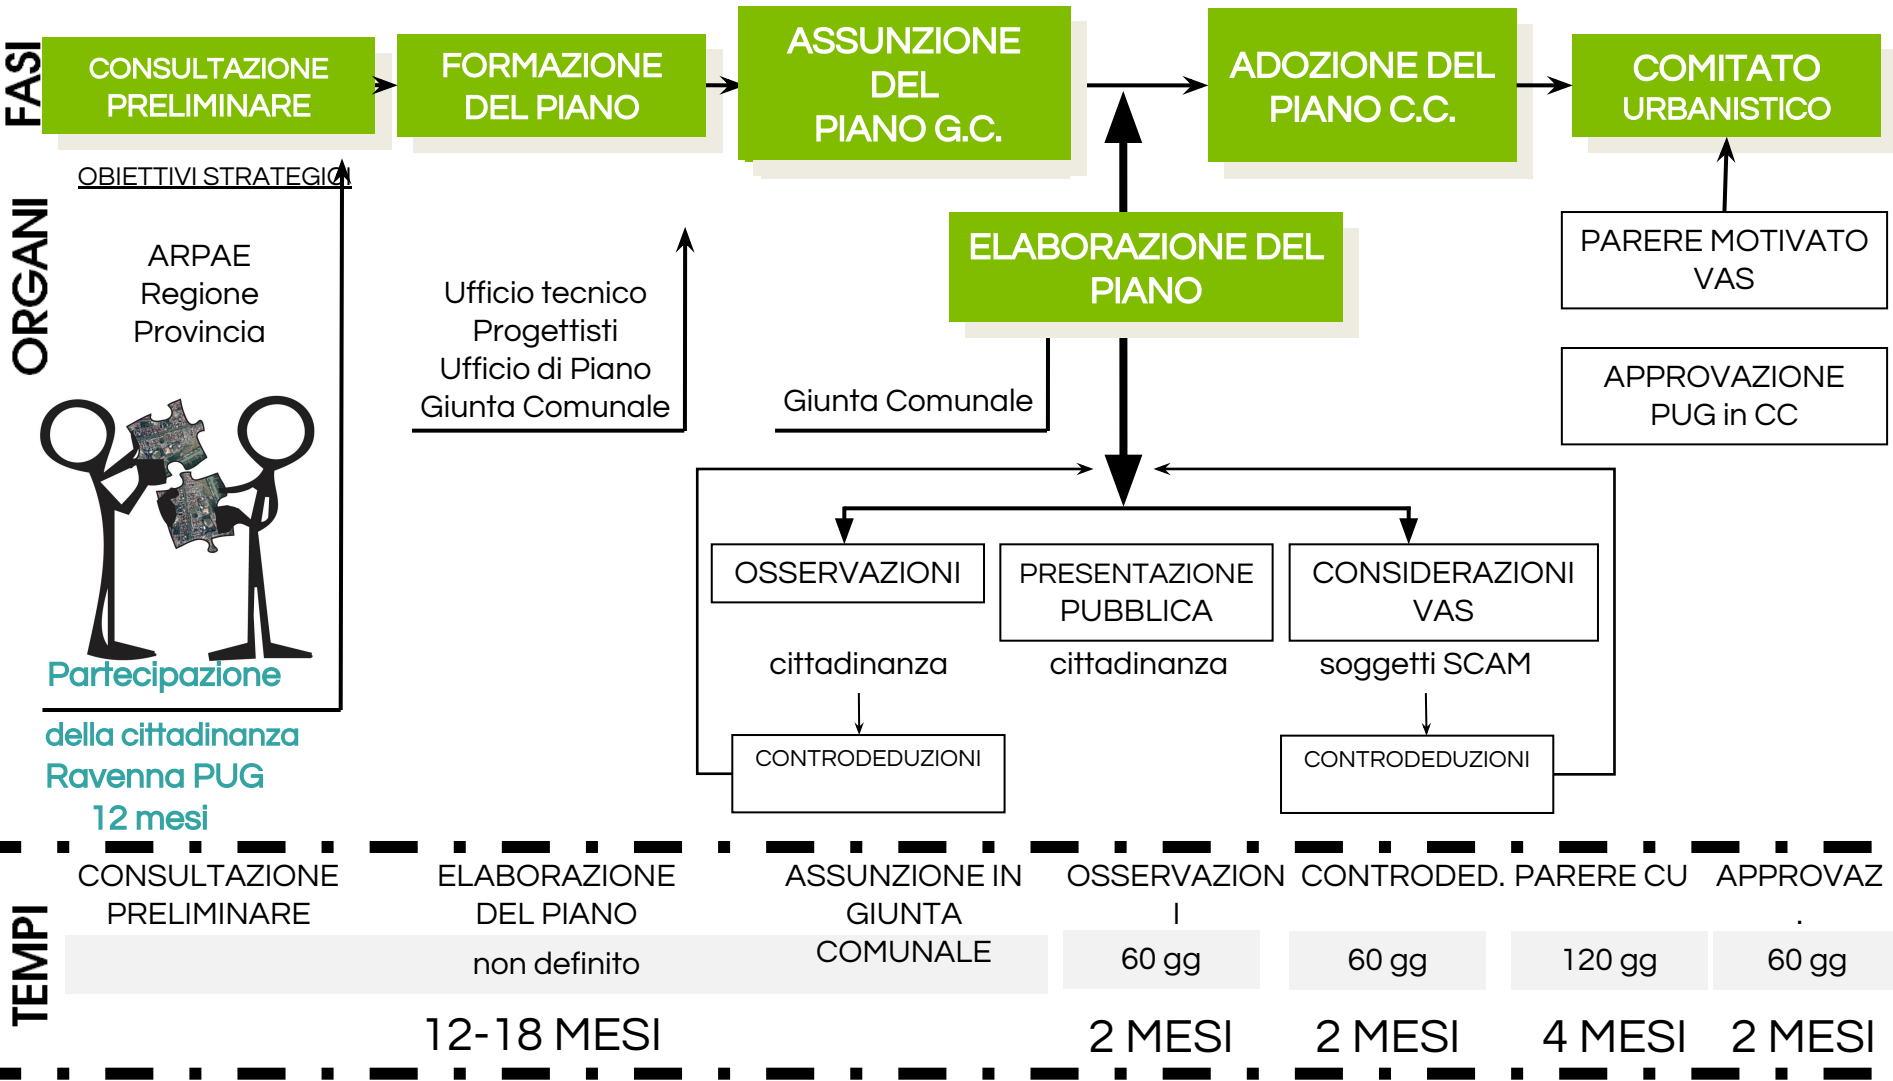 FASI
CONSULTAZIONE
PRELIMINARE
FORMAZIONE
DEL PIANO
ASSUNZIONE
DEL
PIANO G.C.
ADOZIONE DEL
PIANO C.C.
COMITATO
URBANISTICO
ORGANI
OBIETTIVI STRATEGICI
ARPAE
Regione
Provincia
Ufficio tecnico
Progettisti
Ufficio di Piano
Giunta Comunale
ELABORAZIONE DEL
PIANO
Giunta Comunale
PARERE MOTIVATO
VAS
APPROVAZIONE
PUG in CC
OSSERVAZIONI
cittadinanza
CONTRODEDUZIONI
PRESENTAZIONE
PUBBLICA
cittadinanza
CONSIDERAZIONI
VAS
soggetti SCAM
CONTRODEDUZIONI
Partecipazione
della cittadinanza
Ravenna PUG
12 mesi
TEMPI
CONSULTAZIONE
PRELIMINARE
ELABORAZIONE
DEL PIANO
non definito
12-18 MESI
ASSUNZIONE IN
GIUNTA
COMUNALE
OSSERVAZION
I
60 gg
2 MESI
CONTRODED.
60 gg
2 MESI
PARERE CU
120 gg
4 MESI
APPROVAZ
.
60 gg
2 MESI